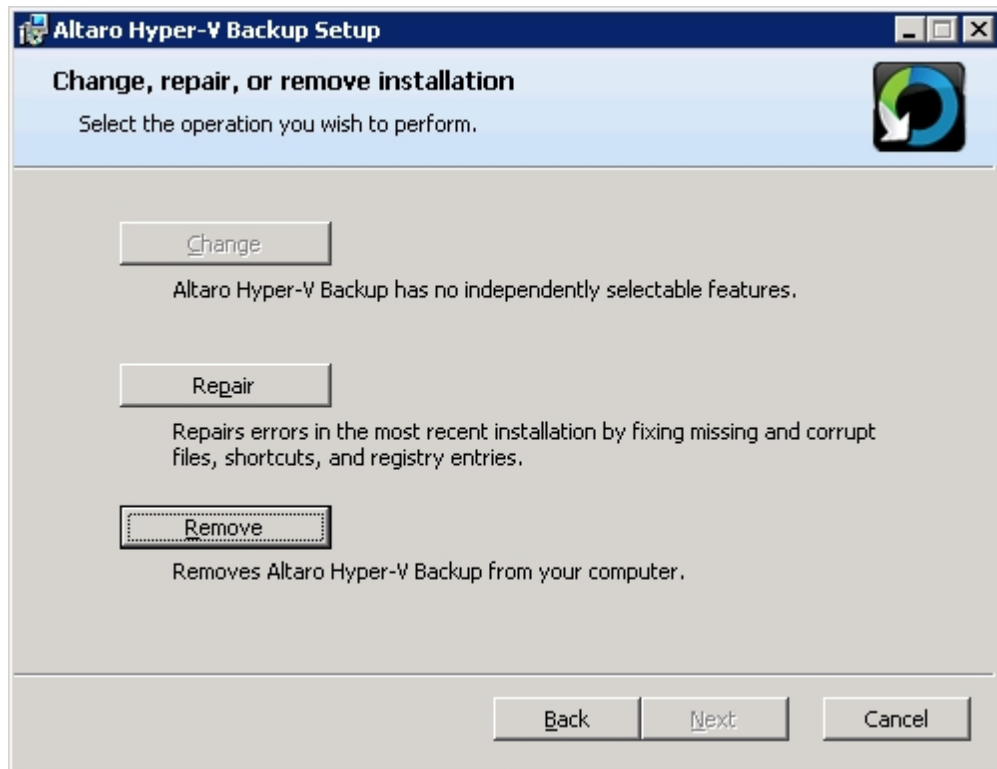 Altaro Hyper-V Backup Setup
Change, repair, or remove installation
Select the operation you wish to perform.
Change
Altaro Hyper-V Backup has no independently selectable features.
Repair
Repairs errors in the most recent installation by fixing missing and corrupt
files, shortcuts, and registry entries.
Remove
Removes Altaro Hyper-V Backup from your computer.
Back Next Cancel